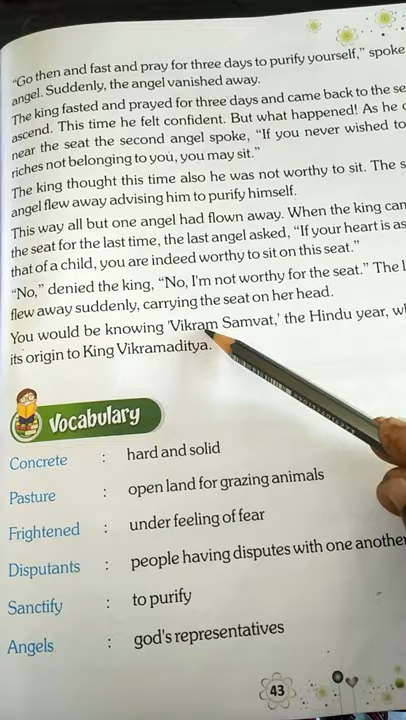 "Go then and fast and pray for three days to purify yourself," spoke
angel. Suddenly, the angel vanished away.
The king fasted and prayed for three days and came back to the
ascend. This time he felt confident. But what happened! As he
near the seat the second angel spoke, "If you never wished to
riches not belonging to you, you may sit."
The king thought this time also he was not worthy to sit. The
angel flew away advising him to purify himself.
This way all but one angel had flown away. When the king
the seat for the last time, the last angel asked, "If your heart is as
that of a child, you are indeed worthy to sit on this seat."
"No," denied the king, "No, I'm not worthy for the seat." The
flew away suddenly, carrying the seat on her head.
You would be knowing 'Vikram Samvat,' the Hindu year,
its origin to King Vikramaditya.
Vocabulary
Concrete : hard and solid
Pasture : open land for grazing animals
Frightened : under feeling of fear
Disputants : people having disputes with one another
Sanctify : to purify
Angels : god's representatives
43